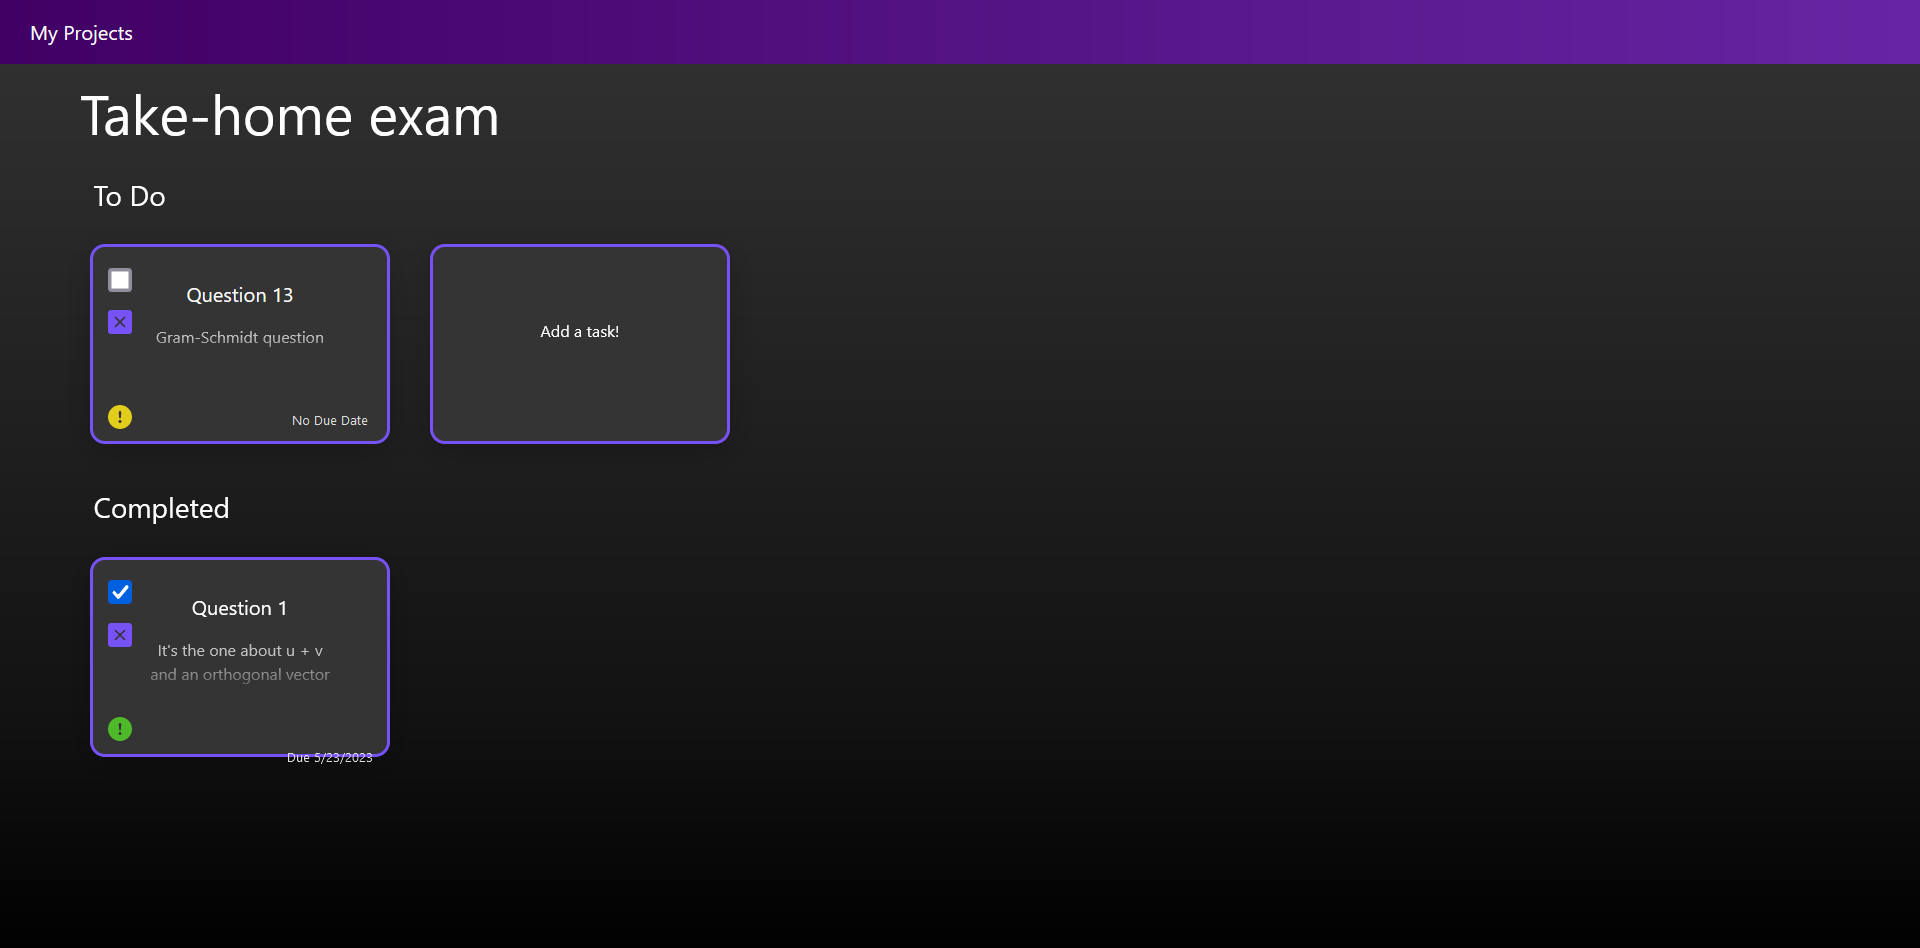 My Projects
Take-home exam
To Do
Question 13
Gram-Schmidt question
No Due Date
Add a task!
Completed
Question 1
It's the one about u + v
and an orthogonal vector
Due 5/23/2023